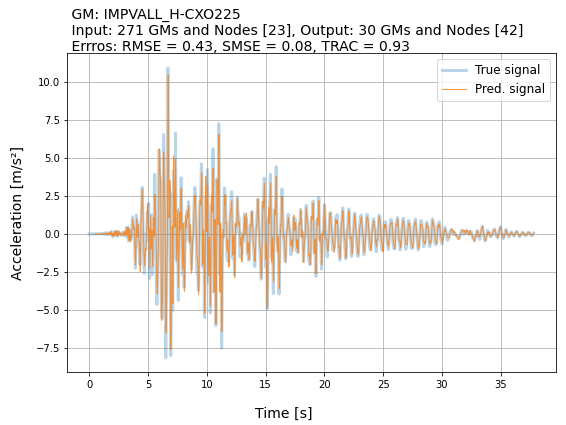 GM: IMPVALL_H-CXO225
Input: 271 GMs and Nodes [23], Output: 30 GMs and Nodes [42]
Errros: RMSE = 0.43, SMSE = 0.08, TRAC = 0.93
True signal
Pred. signal
10.0
7.5
5.0
2.5
0.0
−2.5
−5.0
−7.5
Acceleration [m/s²]
0 5 10 15 20 25 30 35
Time [s]